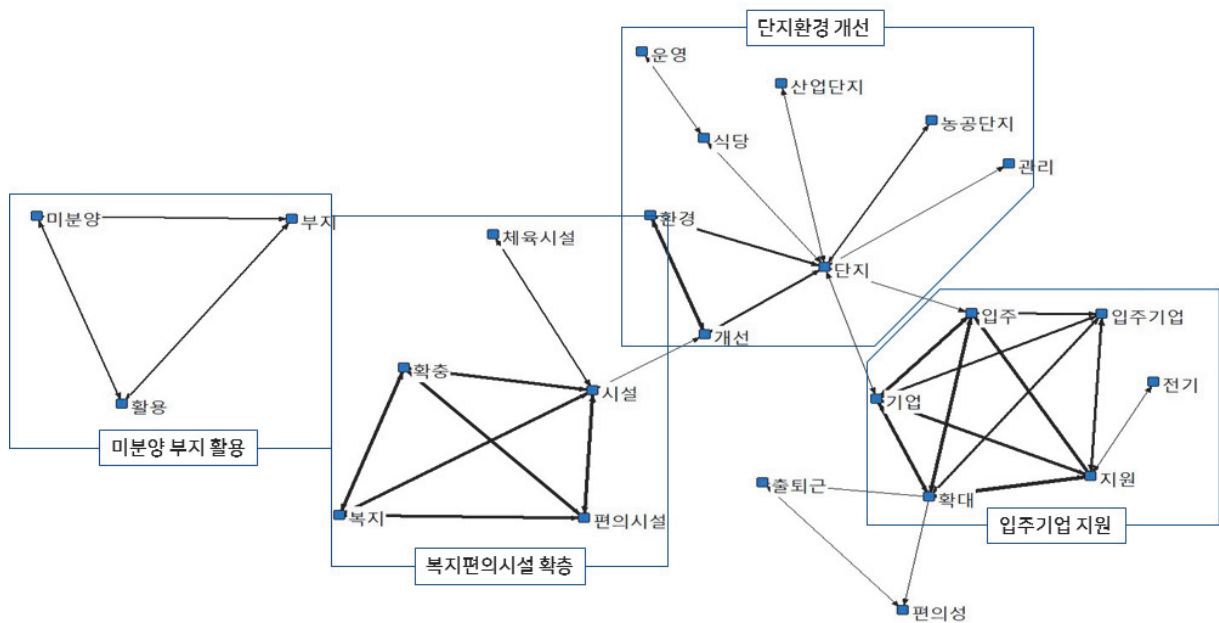 단지환경 개선
운영
산업단지
식당
농공단지
관리
미분양
부지
환경
체육시설
단지
입주
입주기업
개선
확충
시설
전기
기업
활용
미분양 부지 활용
지원
출퇴근
확대
복지
편의시설
입주기업 지원
복지편의시설 확층
편의성